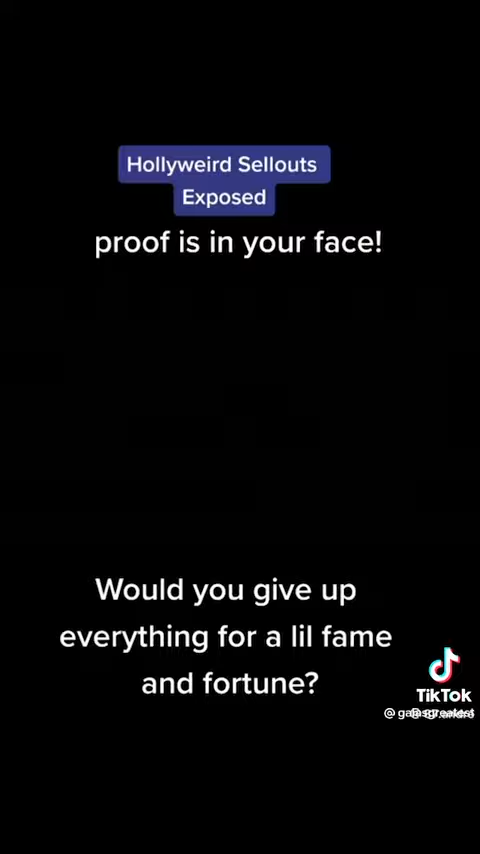 Hollyweird Sellouts
Exposed
proof is in your face!
Would you give up
everything for a lil fame
and fortune?
TikTok